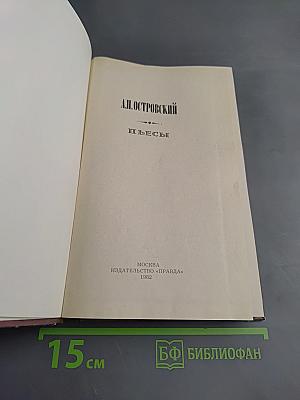 А.Н.ОСТРОВСКИЙ
ПЬЕСЫ
МОСКВА
ИЗДАТЕЛЬСТВО «ПРАВДА»
1982
15 см
БФ БИБЛИОФАН